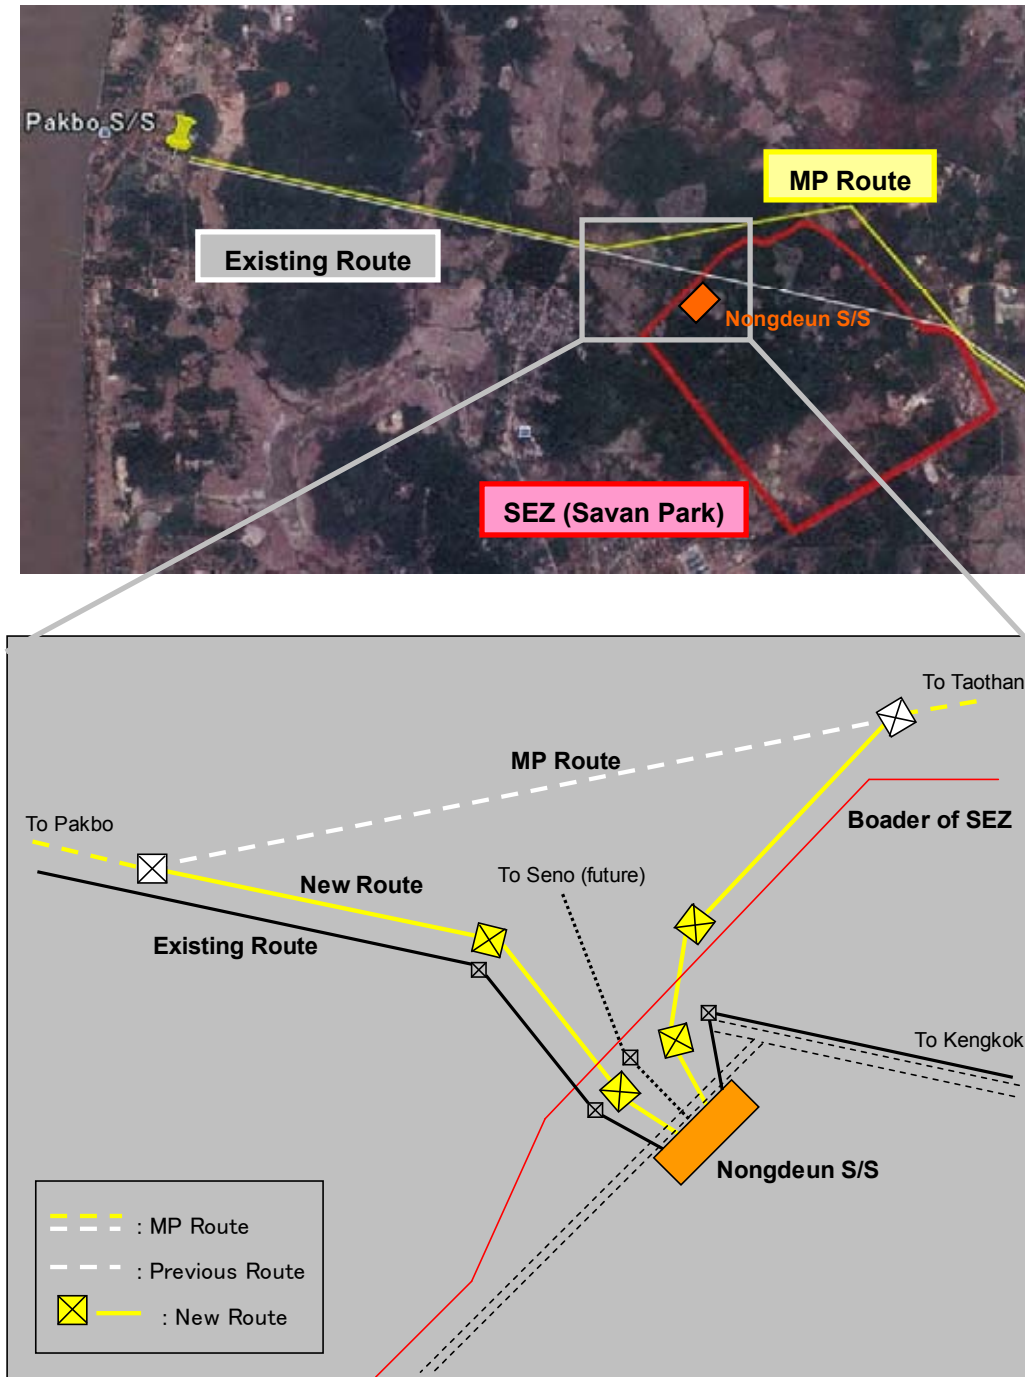 Pakbo S/S
MP Route
Existing Route
Nongdeun S/S
SEZ (Savan Park)
To Taothan
MP Route
To Pakbo
Boader of SEZ
To Seno (future)
New Route
Existing Route
To Kengkok
Nongdeun S/S
: MP Route
: Previous Route
: New Route